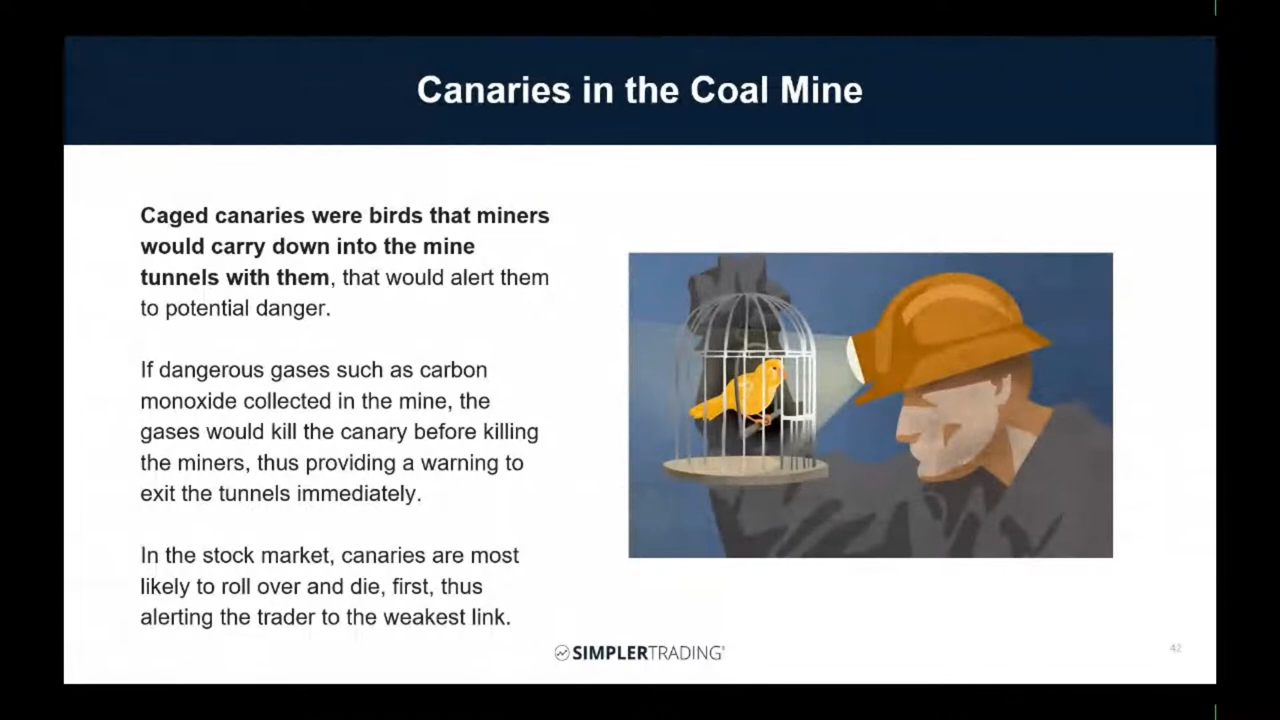 Canaries in the Coal Mine
Caged canaries were birds that miners
would carry down into the mine
tunnels with them, that would alert them
to potential danger.
If dangerous gases such as carbon
monoxide collected in the mine, the
gases would kill the canary before killing
the miners, thus providing a warning to
exit the tunnels immediately.
In the stock market, canaries are most
likely to roll over and die, first, thus
alerting the trader to the weakest link.
SIMPLERTRADING®
42